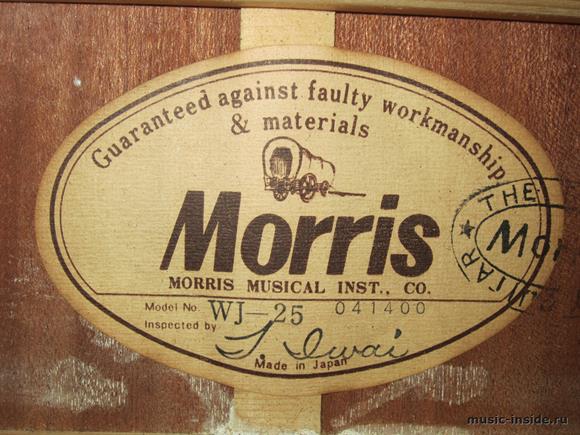 Guaranteed against faulty workmanship
& materials
Morris
MORRIS MUSICAL INST., CO.
Model No. WJ-25 041400
Inspected by T. Iwai
Made in Japan
THE
music-inside.ru